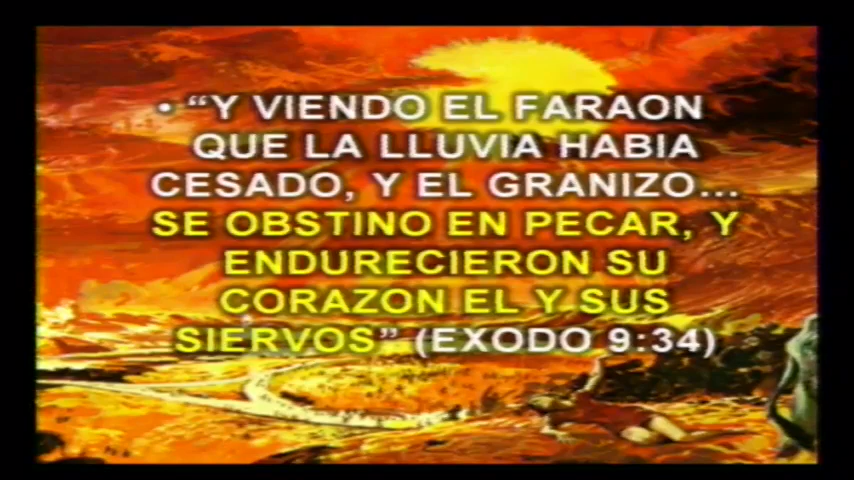 • “Y VIENDO EL FARAON
QUE LA LLUVIA HABIA
CESADO, Y EL GRANIZO...
SE OBSTINO EN PECAR, Y
ENDURECIERON SU
CORAZON EL Y SUS
SIERVOS” (EXODO 9:34)